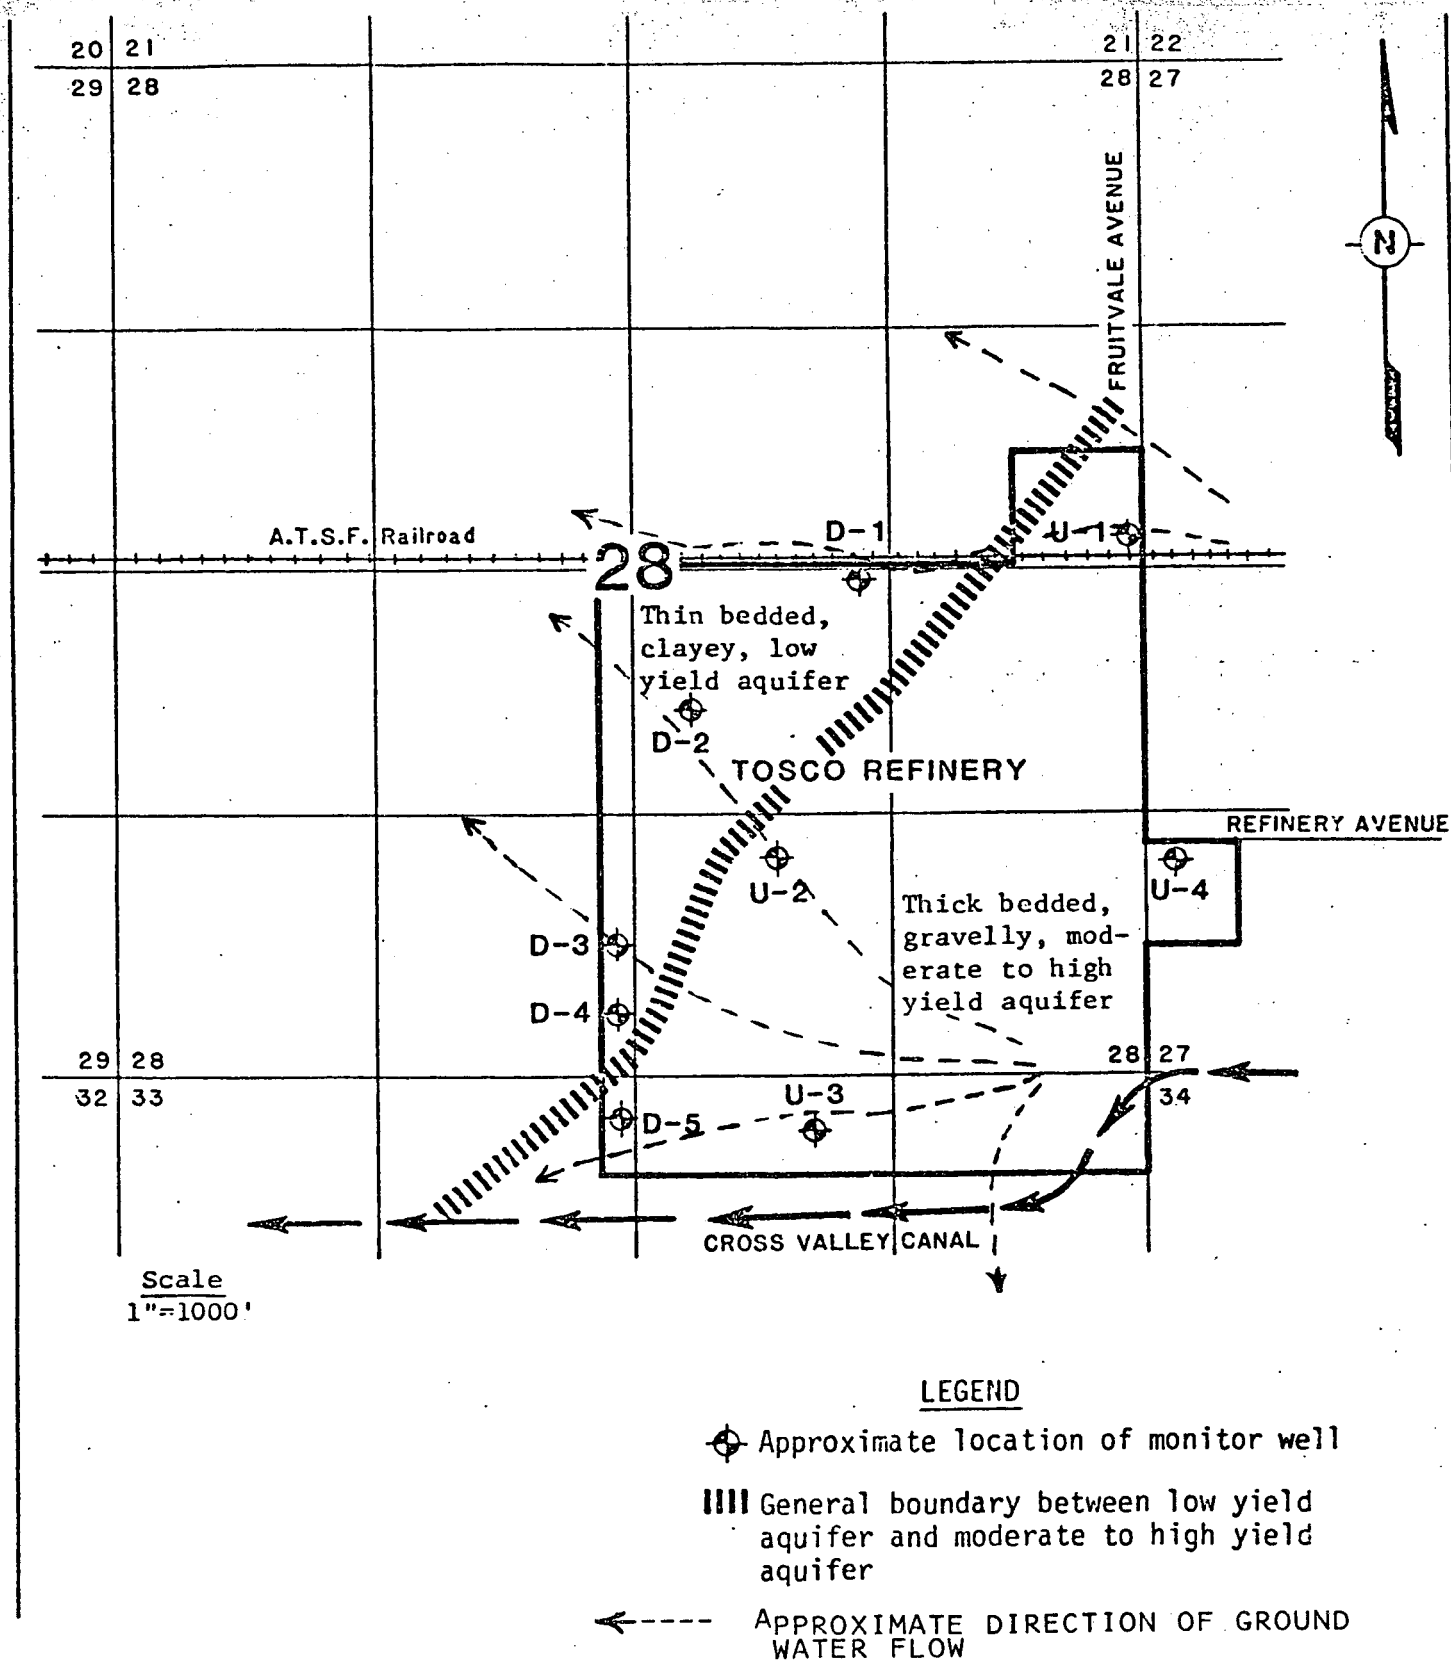 20 21
21 22
29 28
28 27
FRUITVALE AVENUE
N
A.T.S.F. Railroad
D-1
U-1
28
Thin bedded,
clayey, low
yield aquifer
D-2
TOSCO REFINERY
REFINERY AVENUE
U-2
U-4
Thick bedded,
gravelly, mod-
erate to high
yield aquifer
D-3
D-4
29 28
28 27
32 33
34
U-3
D-5
CROSS VALLEY CANAL
Scale
1"=1000'
LEGEND
Approximate location of monitor well
General boundary between low yield
aquifer and moderate to high yield
aquifer
APPROXIMATE DIRECTION OF GROUND
WATER FLOW